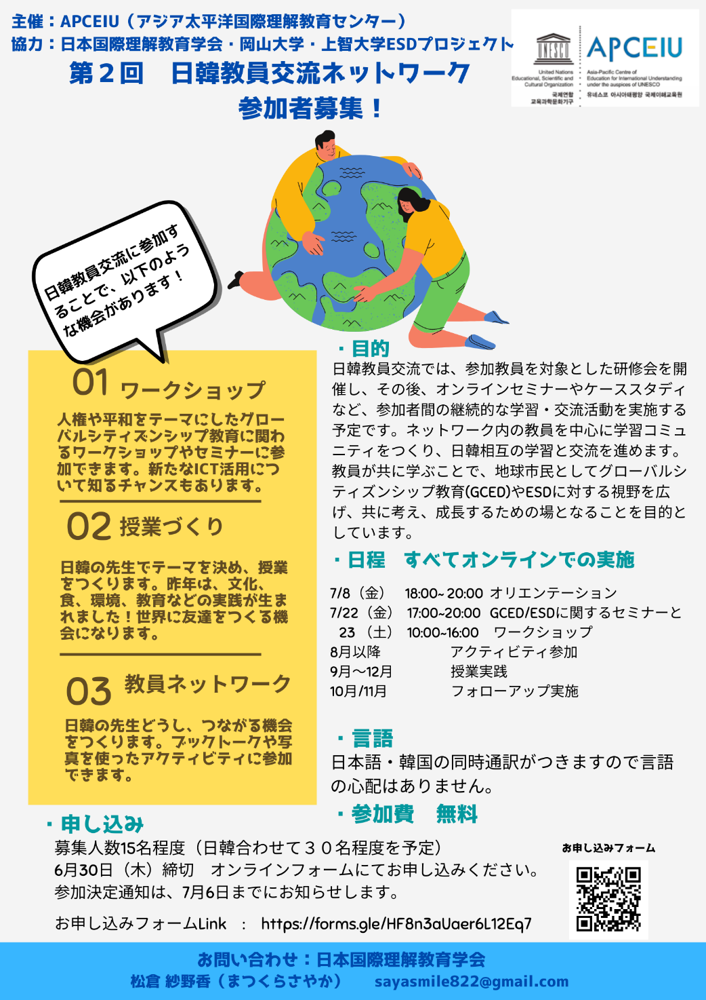 主催：APCEIU（アジア太平洋国際理解教育センター）
協力：日本国際理解教育学会・岡山大学・上智大学ESDプロジェクト
第２回　日韓教員交流ネットワーク
参加者募集！
UNESCO
United Nations
Educational, Scientific and
Cultural Organization
국제연합
교육과학문화기구
APCEIU
Asia-Pacific Centre of
Education for International Understanding
under the auspices of UNESCO
유네스코 아시아태평양 국제이해교육원
日韓教員交流に参加す
ることで、以下のよう
な機会があります！
01 ワークショップ
人権や平和をテーマにしたグロー
バルシティズンシップ教育に関わ
るワークショップやセミナーに参
加できます。新たなICT活用につ
いて知るチャンスもあります。
02 授業づくり
日韓の先生でテーマを決め、授業
をつくります。昨年は、文化、
食、環境、教育などの実践が生ま
れました！世界に友達をつくる機
会になります。
03 教員ネットワーク
日韓の先生どうし、つながる機会
をつくります。ブックトークや写
真を使ったアクティビティに参加
できます。
・目的
日韓教員交流では、参加教員を対象とした研修会を開
催し、その後、オンラインセミナーやケーススタディ
など、参加者間の継続的な学習・交流活動を実施する
予定です。ネットワーク内の教員を中心に学習コミュ
ニティをつくり、日韓相互の学習と交流を進めます。
教員が共に学ぶことで、地球市民としてグローバルシ
ティズンシップ教育(GCED)やESDに対する視野を広
げ、共に考え、成長するための場となることを目的と
しています。
・日程　すべてオンラインでの実施
7/8（金）　18:00~ 20:00 オリエンテーション
7/22（金）　17:00~20:00 GCED/ESDに関するセミナーと
23 （土）　10:00~16:00　ワークショップ
8月以降　アクティビティ参加
9月〜12月　授業実践
10月/11月　フォローアップ実施
・言語
日本語・韓国の同時通訳がつきますので言語
の心配はありません。
・参加費　無料
・申し込み
募集人数15名程度（日韓合わせて３０名程度を予定）
6月30日（木）締切　オンラインフォームにてお申し込みください。
参加決定通知は、7月6日までにお知らせします。
お申し込みフォームLink　：　https://forms.gle/HF8n3aUaer6L12Eq7
お申し込みフォーム
お問い合わせ：日本国際理解教育学会
松倉 紗野香（まつくらさやか）　sayasmile822@gmail.com